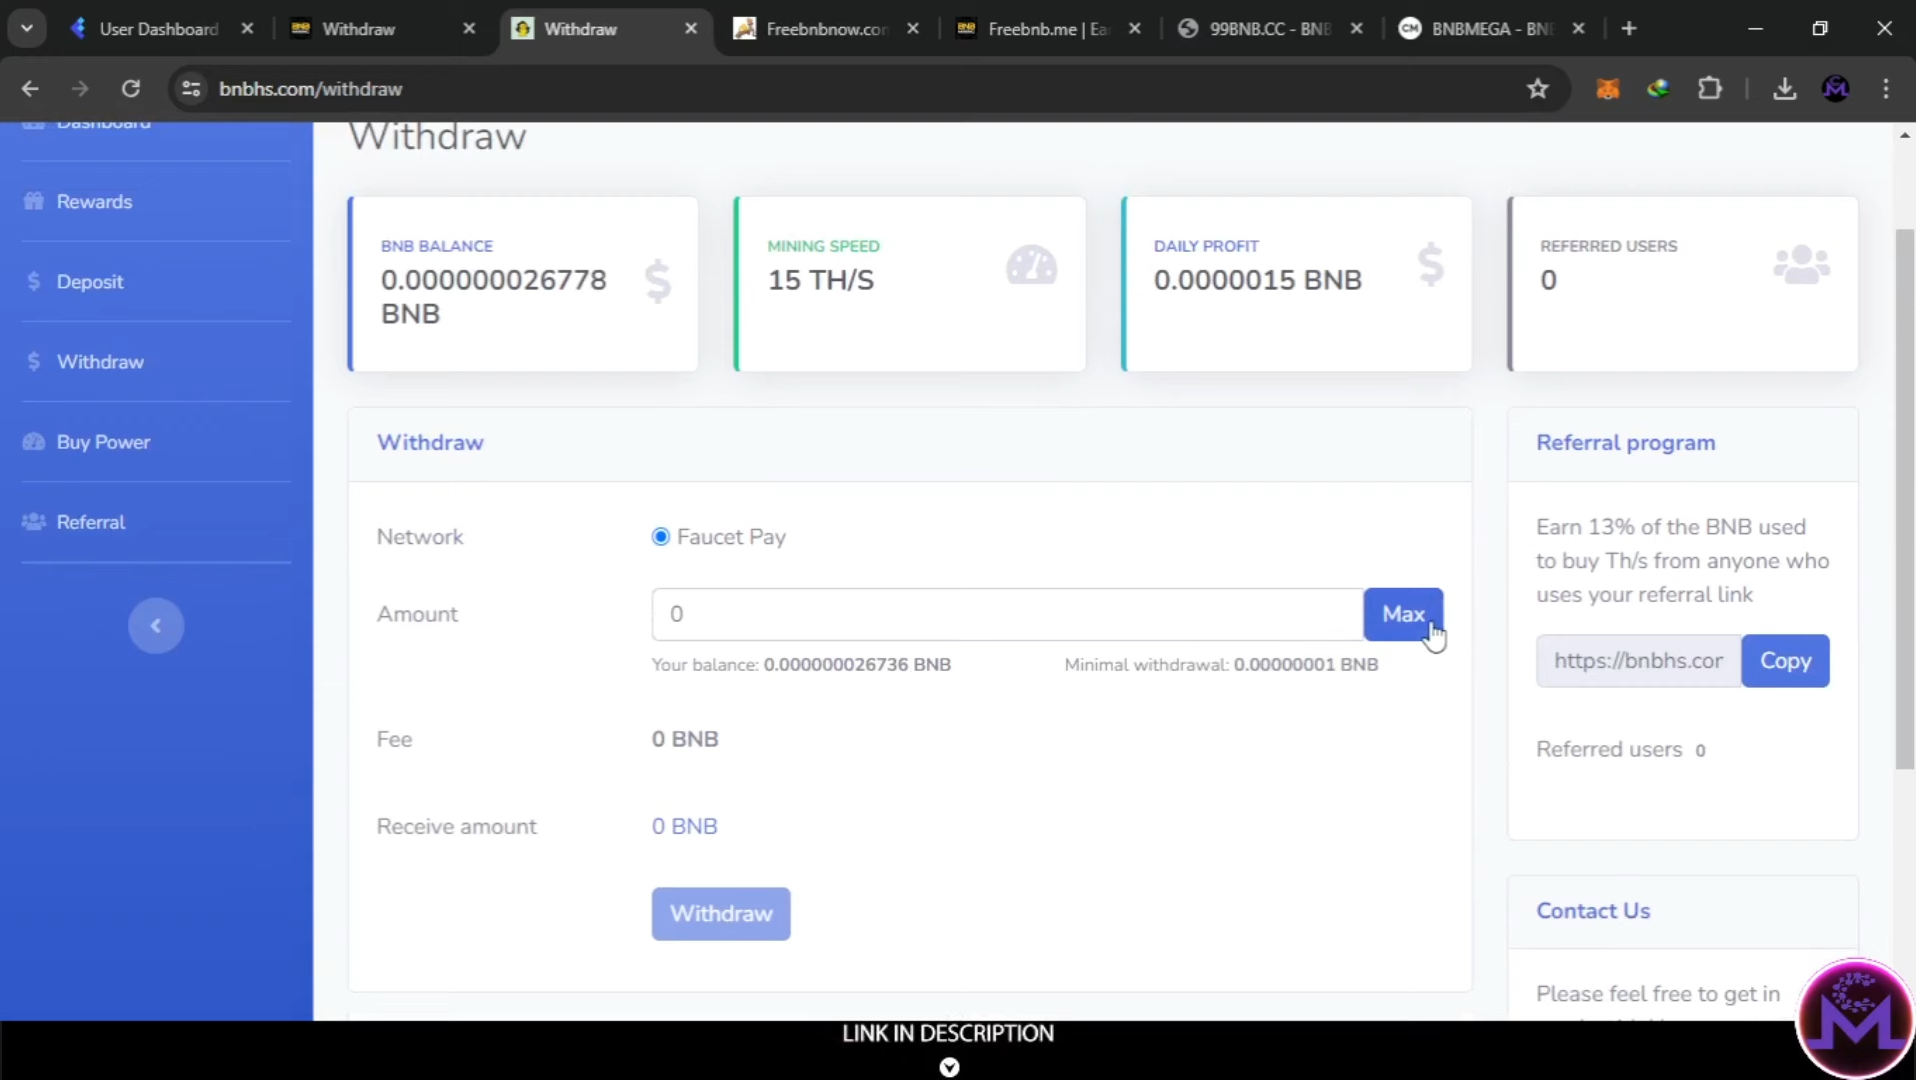 User Dashboard
Withdraw
Withdraw
Freebnbnow.con
Freebnb.me | Ea
99BNB.CC - BNB
BNBMEGA - BNB
bnbhs.com/withdraw
Dashboard
Rewards
Deposit
Withdraw
Buy Power
Referral
Withdraw
BNB BALANCE
0.000000026778
BNB
MINING SPEED
15 TH/S
DAILY PROFIT
0.0000015 BNB
REFERRED USERS
0
Withdraw
Network
Faucet Pay
Amount
0
Max
Your balance: 0.000000026736 BNB
Minimal withdrawal: 0.00000001 BNB
Fee
0 BNB
Receive amount
0 BNB
Withdraw
Referral program
Earn 13% of the BNB used
to buy Th/s from anyone who
uses your referral link
https://bnbhs.cor
Copy
Referred users 0
Contact Us
Please feel free to get in
LINK IN DESCRIPTION